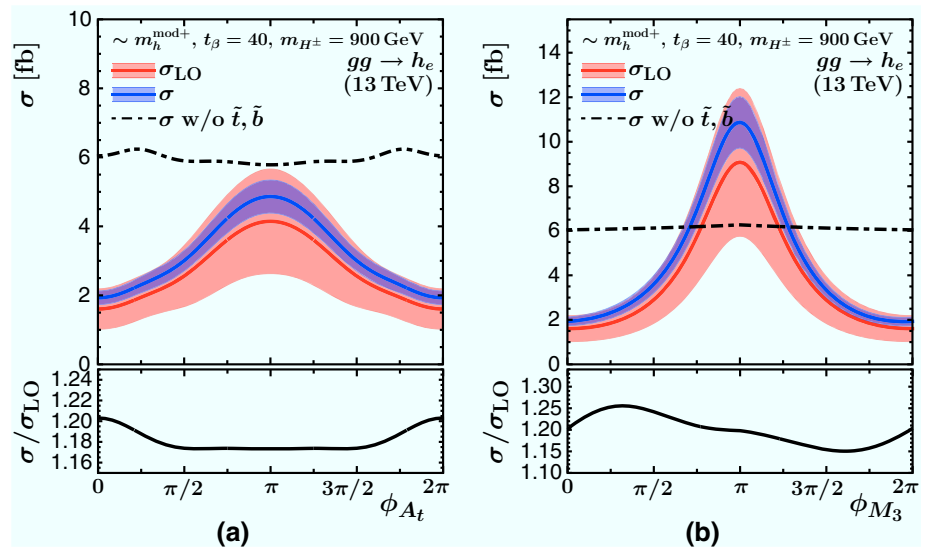 ∼ m_h^{mod+}, t_β = 40, m_{H^±} = 900 GeV
σ_LO
gg → h_e
σ
(13 TeV)
σ w/o t̃, b̃
σ [fb]
10
8
6
4
2
0
σ/σ_LO
1.24
1.22
1.20
1.18
1.16
0
π/2
π
3π/2
2π
ϕ_{A_t}
(a)
∼ m_h^{mod+}, t_β = 40, m_{H^±} = 900 GeV
σ_LO
gg → h_e
σ
(13 TeV)
σ w/o t̃, b̃
σ [fb]
14
12
10
8
6
4
2
0
σ/σ_LO
1.30
1.25
1.20
1.15
1.10
0
π/2
π
3π/2
2π
ϕ_{M_3}
(b)